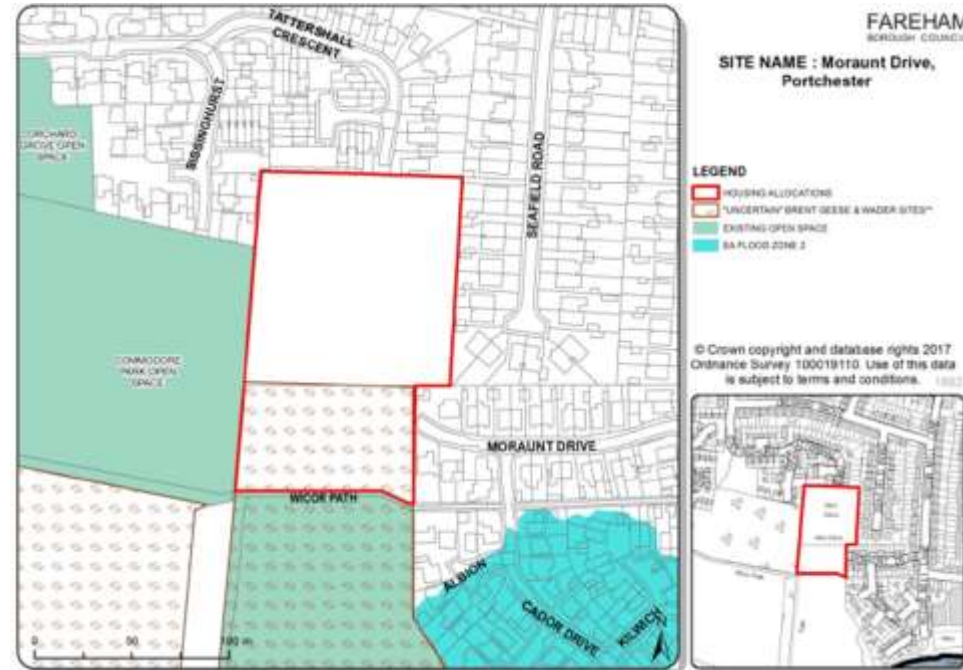 TATTERSHALL
CRESCENT
SISSINGHURST
ORCHARD
GROVE OPEN
SPACE
SEAFIELD ROAD
COMMODORE
PARK OPEN
SPACE
MORAUNT DRIVE
WICOR PATH
ALBION
CADOR DRIVE
0 50 100 m
FAREHAM
BOROUGH COUNCIL
SITE NAME : Moraunt Drive,
Portchester
LEGEND
HOUSING ALLOCATIONS
"UNCERTAIN" BRENT GEESE & WADER SITES**
EXISTING OPEN SPACE
EA FLOOD ZONE 2
© Crown copyright and database rights 2017
Ordnance Survey 100019110. Use of this data
is subject to terms and conditions.